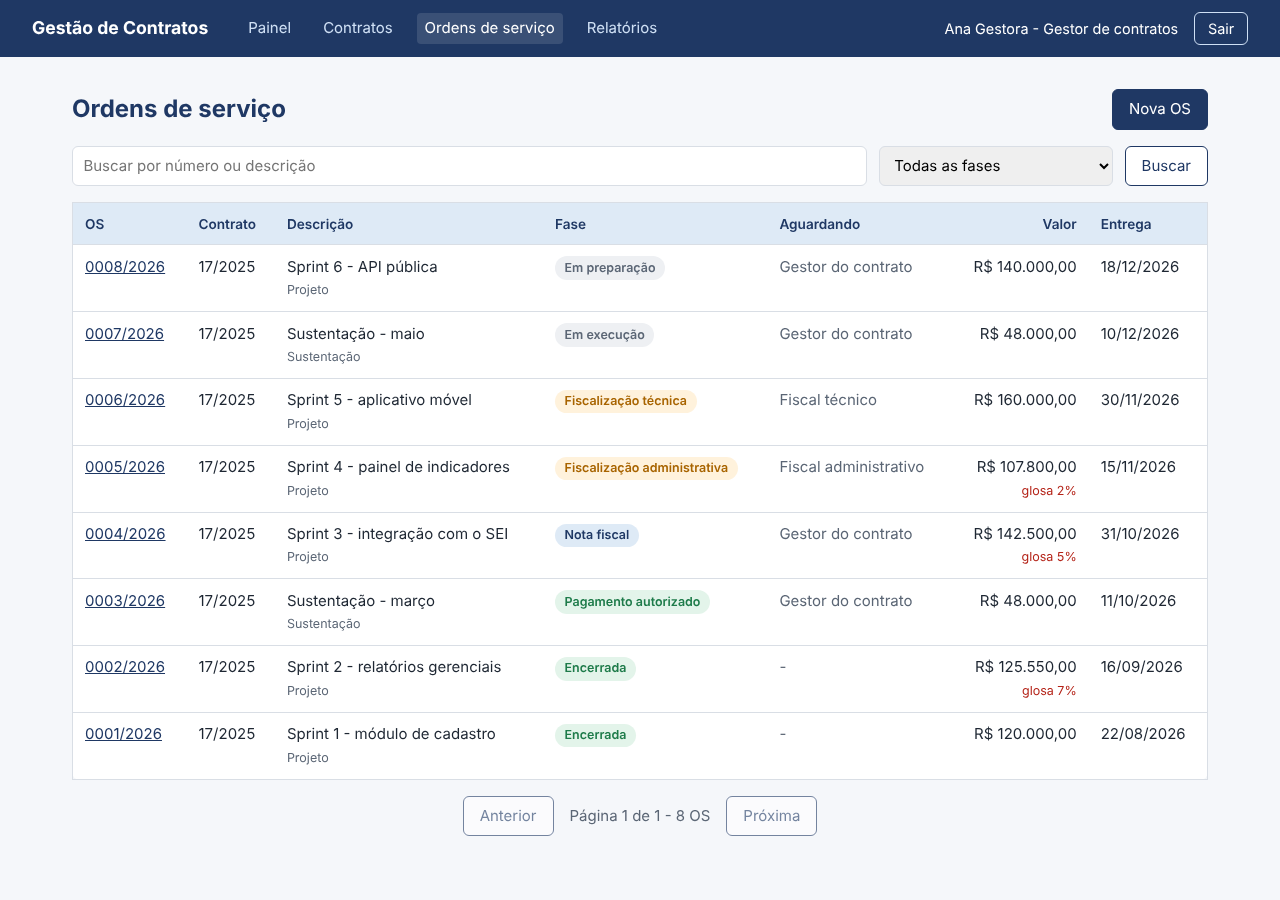 Gestão de Contratos Painel Contratos Ordens de serviço Relatórios Ana Gestora - Gestor de contratos Sair
Ordens de serviço Nova OS
Buscar por número ou descrição Todas as fases Buscar
OS Contrato Descrição Fase Aguardando Valor Entrega
0008/2026 17/2025 Sprint 6 - API pública Em preparação Gestor do contrato R$ 140.000,00 18/12/2026
Projeto
0007/2026 17/2025 Sustentação - maio Em execução Gestor do contrato R$ 48.000,00 10/12/2026
Sustentação
0006/2026 17/2025 Sprint 5 - aplicativo móvel Fiscalização técnica Fiscal técnico R$ 160.000,00 30/11/2026
Projeto
0005/2026 17/2025 Sprint 4 - painel de indicadores Fiscalização administrativa Fiscal administrativo R$ 107.800,00 15/11/2026
Projeto glosa 2%
0004/2026 17/2025 Sprint 3 - integração com o SEI Nota fiscal Gestor do contrato R$ 142.500,00 31/10/2026
Projeto glosa 5%
0003/2026 17/2025 Sustentação - março Pagamento autorizado Gestor do contrato R$ 48.000,00 11/10/2026
Sustentação
0002/2026 17/2025 Sprint 2 - relatórios gerenciais Encerrada - R$ 125.550,00 16/09/2026
Projeto glosa 7%
0001/2026 17/2025 Sprint 1 - módulo de cadastro Encerrada - R$ 120.000,00 22/08/2026
Projeto
Anterior Página 1 de 1 - 8 OS Próxima